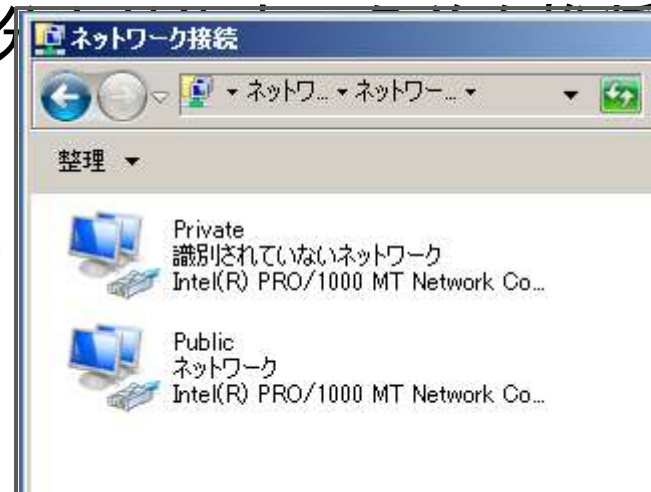 ネットワーク接続
ネットワ... ネットワー...
整理
Private
識別されていないネットワーク
Intel(R) PRO/1000 MT Network Co...
Public
ネットワーク
Intel(R) PRO/1000 MT Network Co...